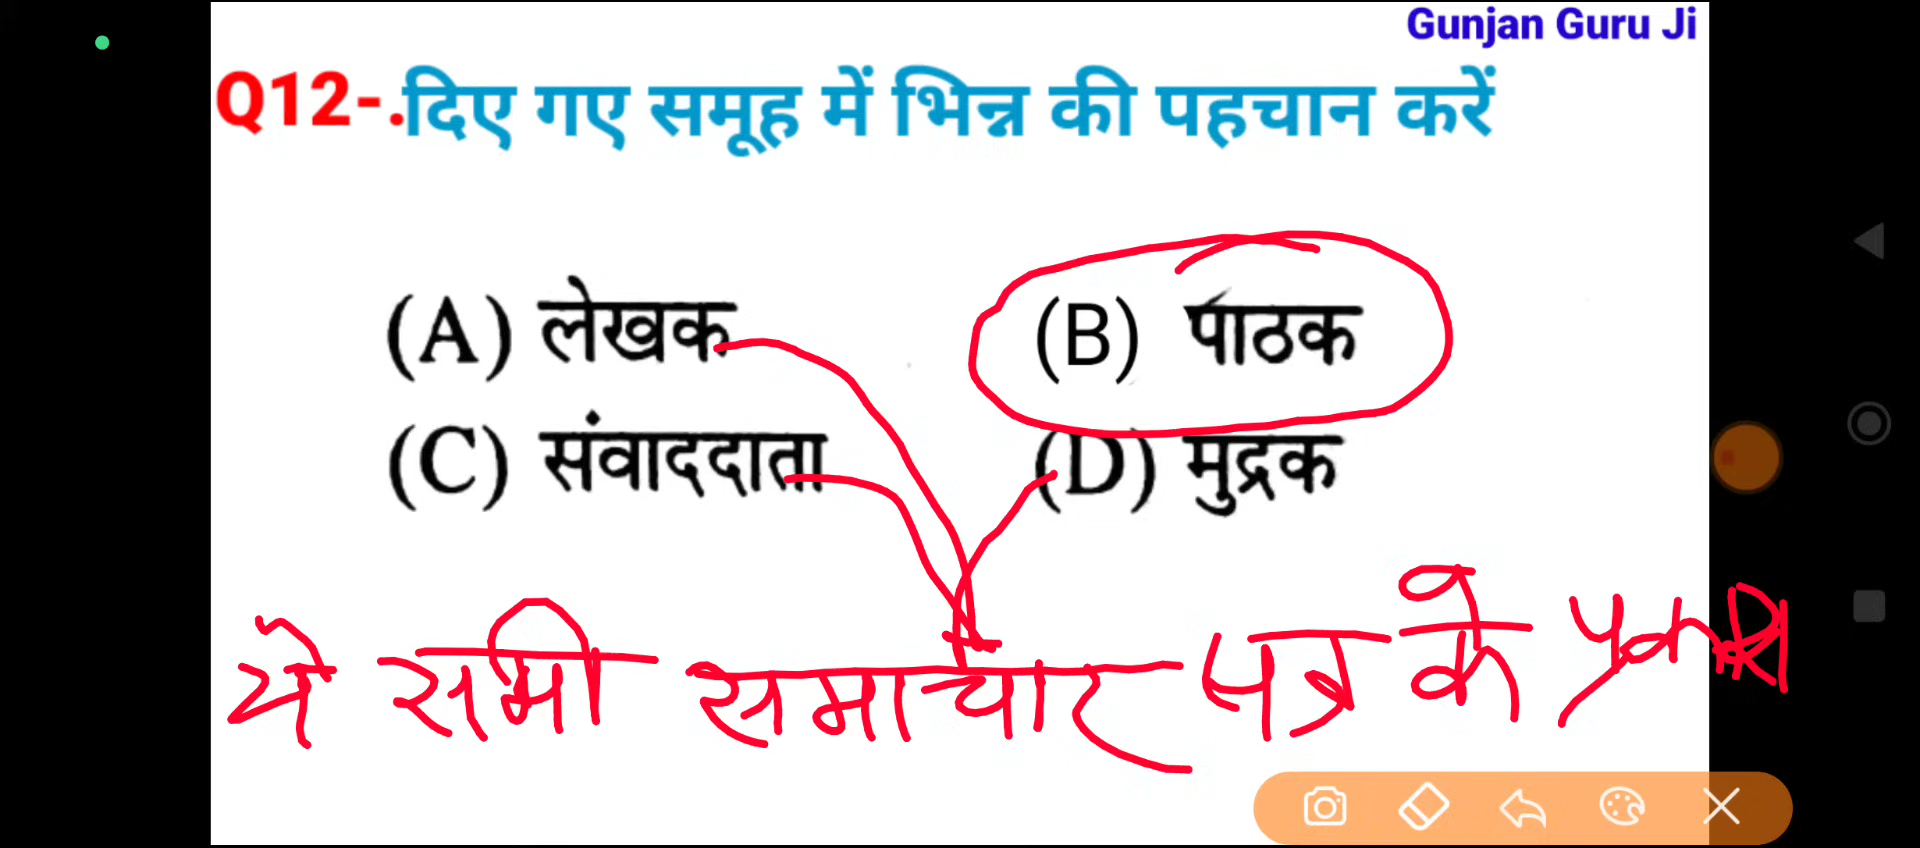 Gunjan Guru Ji
Q12-.दिए गए समूह में भिन्न की पहचान करें
(A) लेखक (B) पाठक
(C) संवाददाता (D) मुद्रक
ये सभी समाचार पत्र के